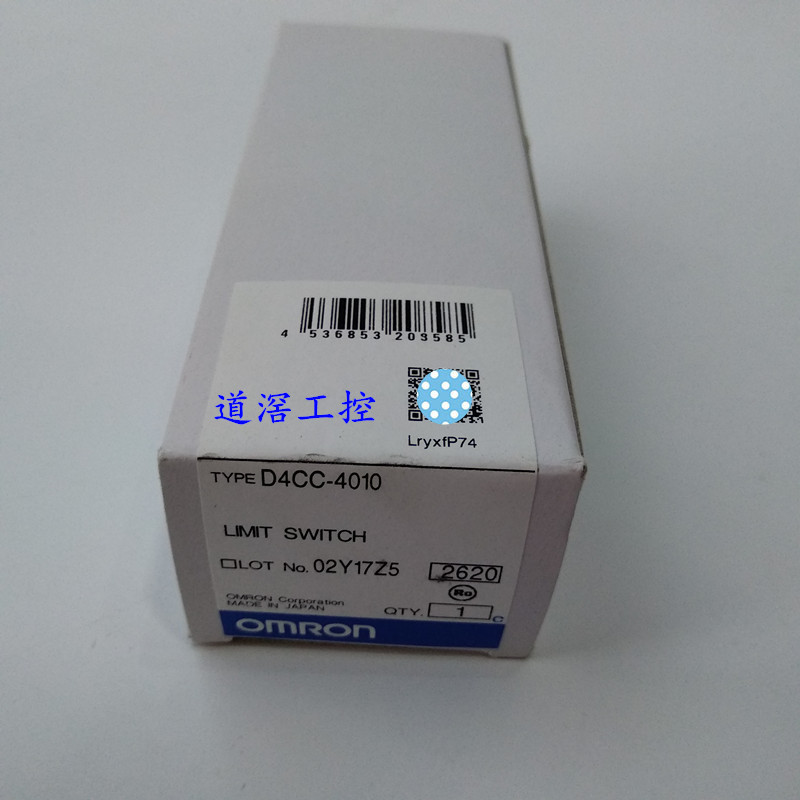 4 536853 203585
道滘工控
LryxfP74
TYPE D4CC-4010
LIMIT SWITCH
LOT No. 02Y17Z5 2620
Ro
OMRON Corporation
MADE IN JAPAN
QTY. 1 C
OMRON